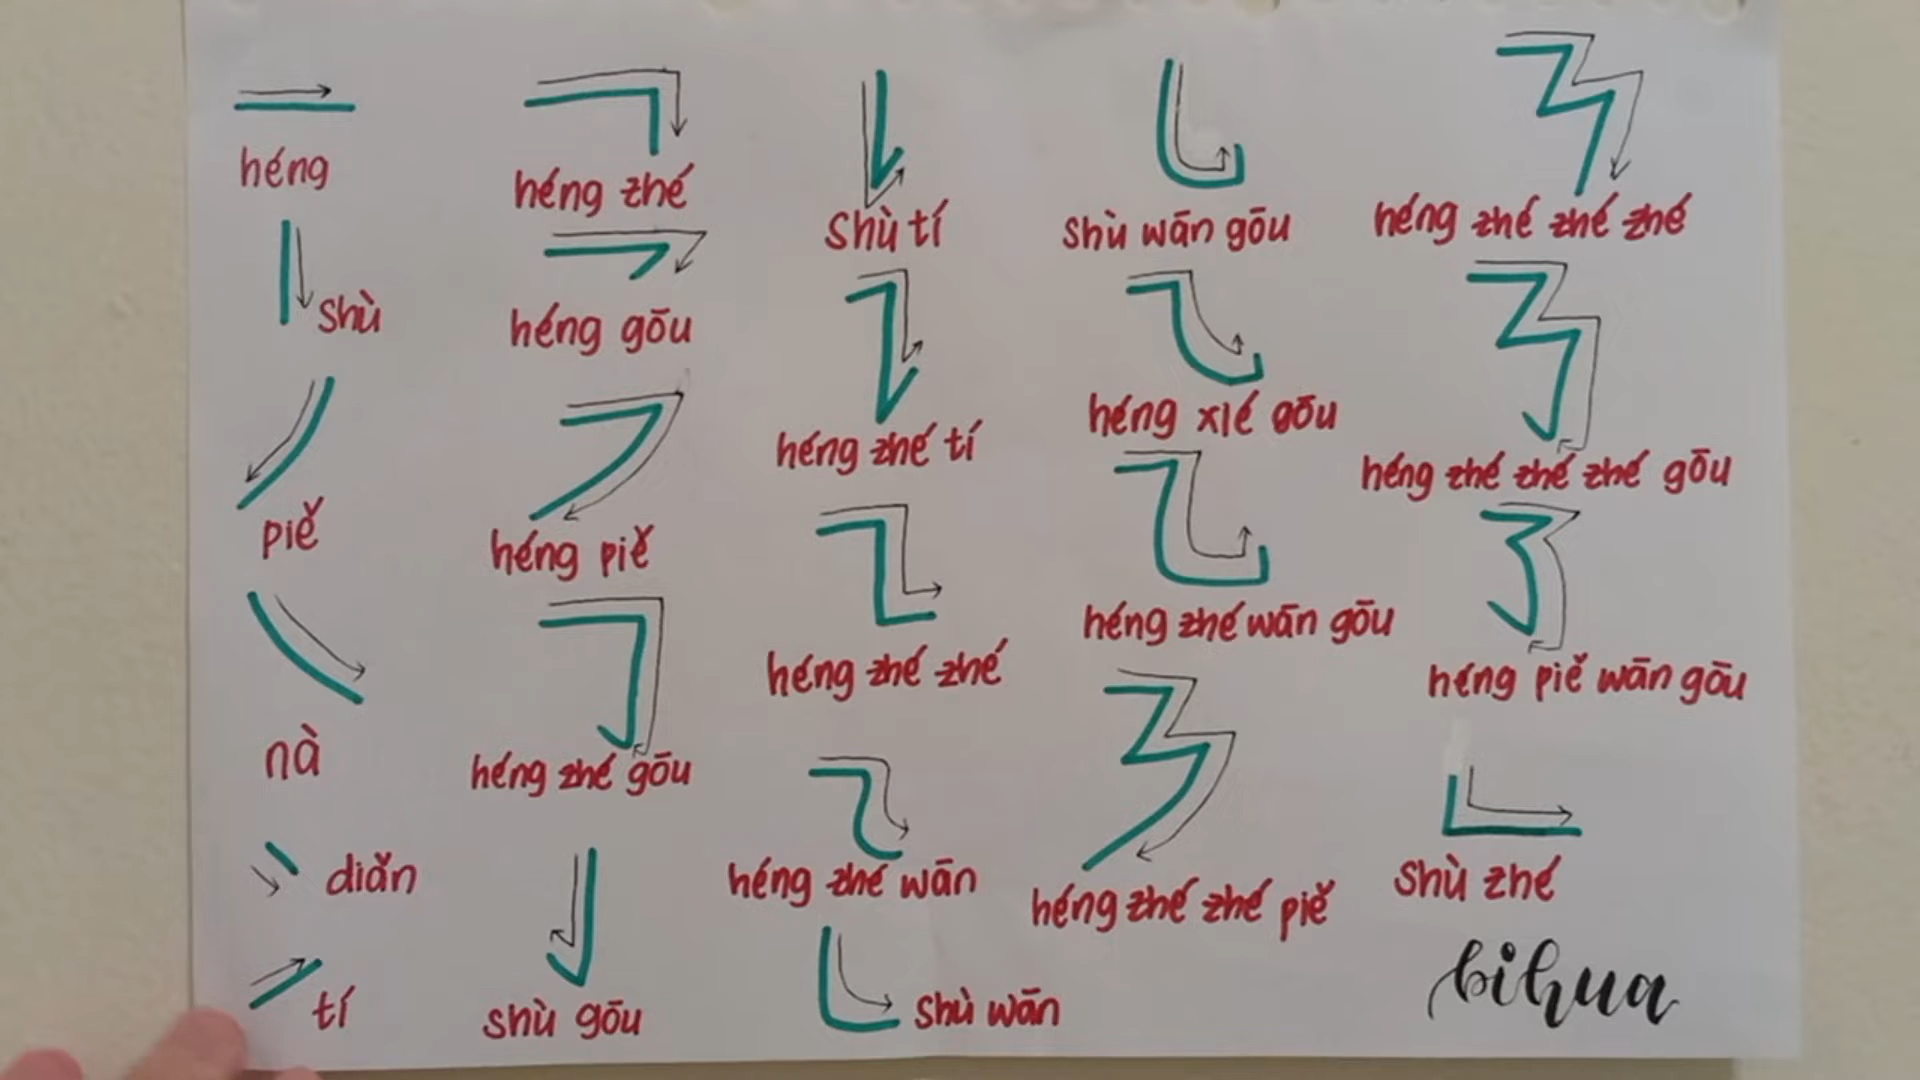 héng
shù
piě
nà
diǎn
tí
héng zhé
héng gōu
héng piě
héng zhé gōu
shù gōu
shù tí
héng zhé tí
héng zhé zhé
héng zhé wān
shù wān
shù wān gōu
héng xié gōu
héng zhé wān gōu
héng zhé zhé piě
héng zhé zhé zhé
héng zhé zhé zhé gōu
héng piě wān gōu
shù zhé
bihua